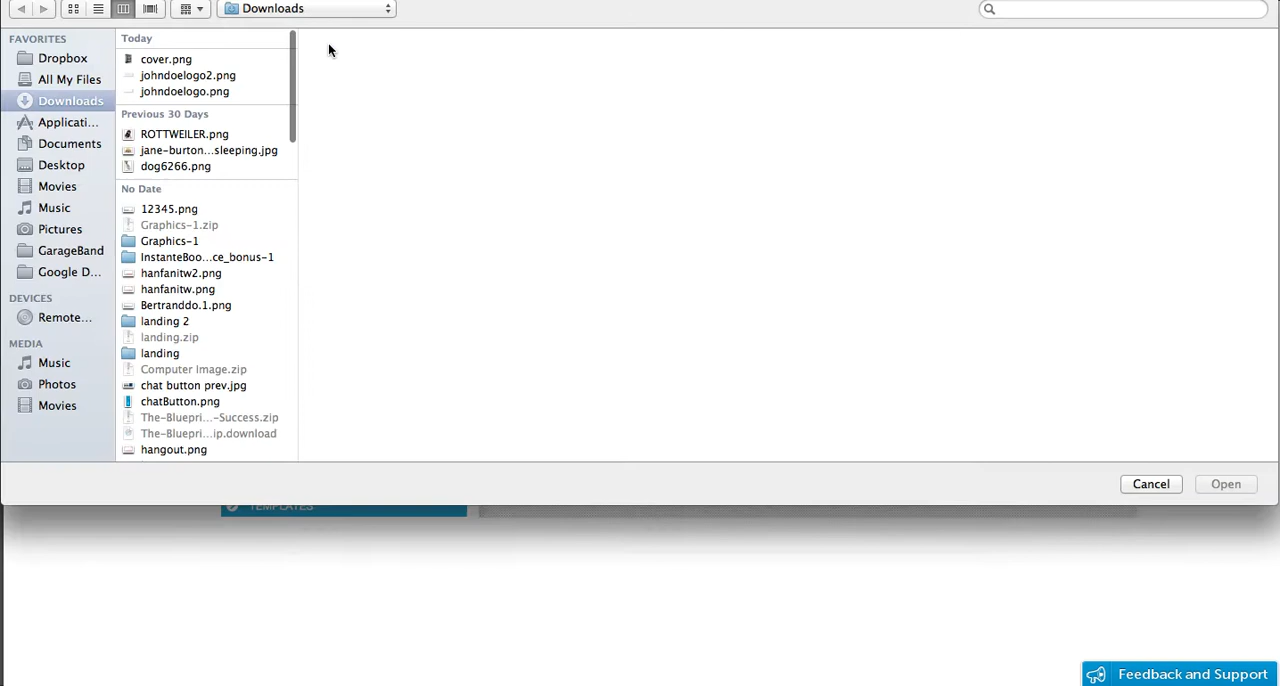 Downloads
FAVORITES
Dropbox
All My Files
Downloads
Applicati...
Documents
Desktop
Movies
Music
Pictures
GarageBand
Google D...
DEVICES
Remote...
MEDIA
Music
Photos
Movies
Today
cover.png
johndoelogo2.png
johndoelogo.png
Previous 30 Days
ROTTWEILER.png
jane-burton...sleeping.jpg
dog6266.png
No Date
12345.png
Graphics-1.zip
Graphics-1
InstanteBoo...ce_bonus-1
hanfanitw2.png
hanfanitw.png
Bertranddo.1.png
landing 2
landing.zip
landing
Computer Image.zip
chat button prev.jpg
chatButton.png
The-Bluepri...-Success.zip
The-Bluepri...ip.download
hangout.png
Cancel
Open
TEMPLATES
Feedback and Support